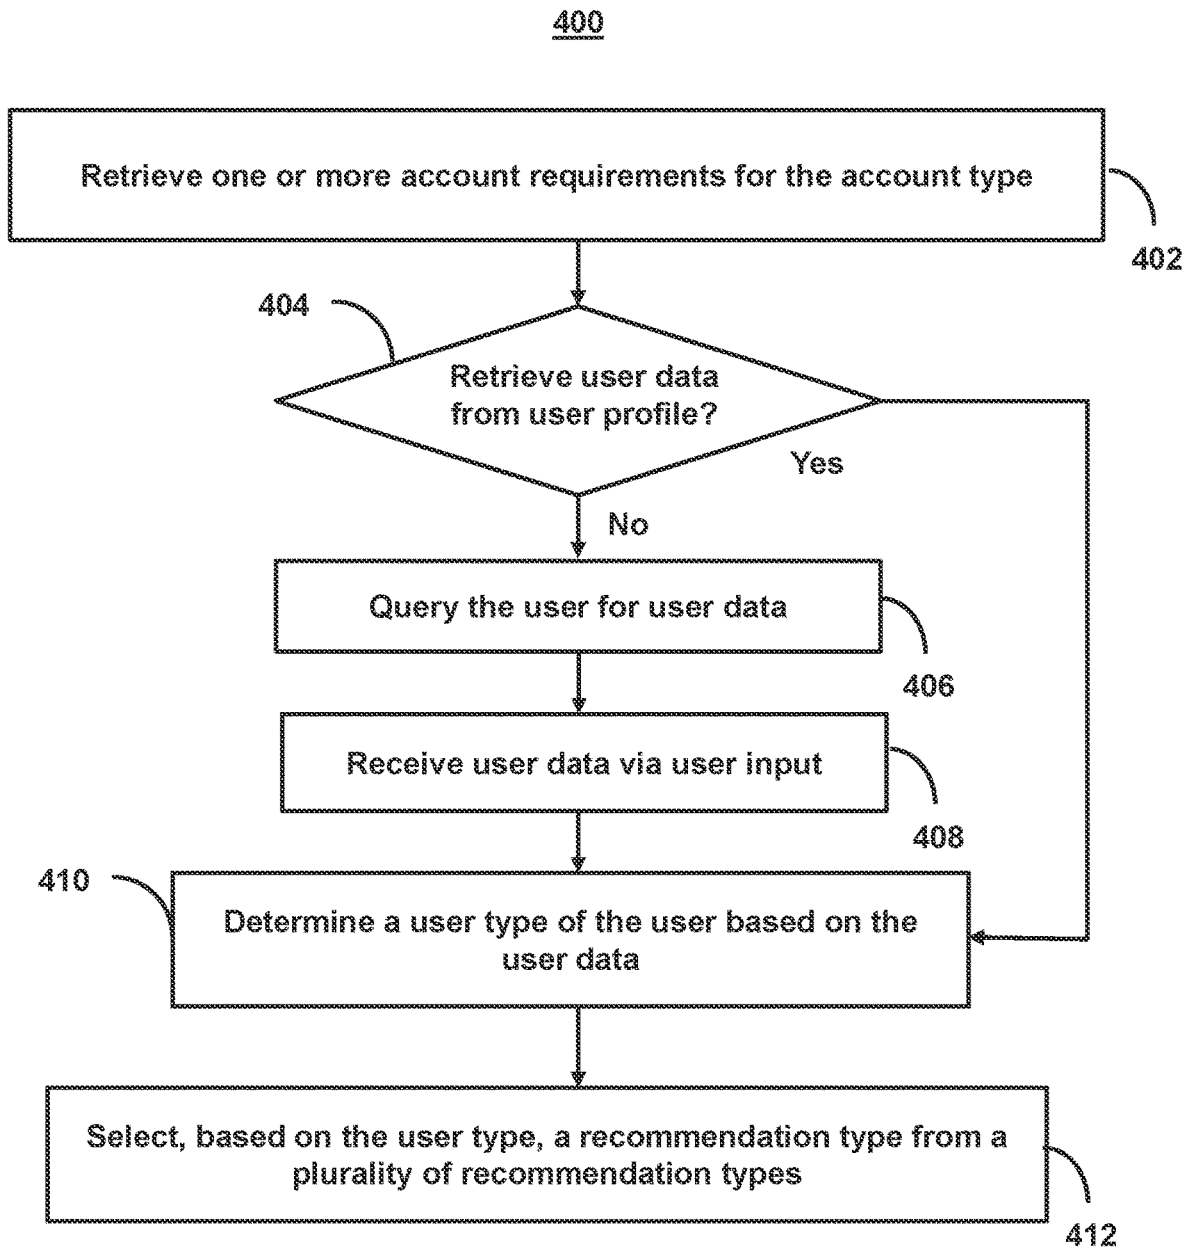 400
Retrieve one or more account requirements for the account type
402
404
Retrieve user data
from user profile?
Yes
No
Query the user for user data
406
Receive user data via user input
408
410
Determine a user type of the user based on the
user data
Select, based on the user type, a recommendation type from a
plurality of recommendation types
412